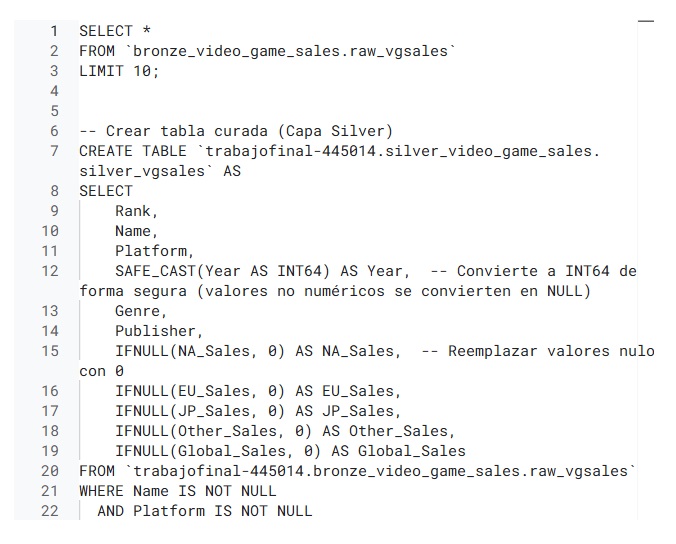 1 SELECT *
2 FROM `bronze_video_game_sales.raw_vgsales`
3 LIMIT 10;
4
5
6 -- Crear tabla curada (Capa Silver)
7 CREATE TABLE `trabajofinal-445014.silver_video_game_sales.
silver_vgsales` AS
8 SELECT
9 Rank,
10 Name,
11 Platform,
12 SAFE_CAST(Year AS INT64) AS Year,  -- Convierte a INT64 de
forma segura (valores no numéricos se convierten en NULL)
13 Genre,
14 Publisher,
15 IFNULL(NA_Sales, 0) AS NA_Sales,  -- Reemplazar valores nulo
con 0
16 IFNULL(EU_Sales, 0) AS EU_Sales,
17 IFNULL(JP_Sales, 0) AS JP_Sales,
18 IFNULL(Other_Sales, 0) AS Other_Sales,
19 IFNULL(Global_Sales, 0) AS Global_Sales
20 FROM `trabajofinal-445014.bronze_video_game_sales.raw_vgsales`
21 WHERE Name IS NOT NULL
22 AND Platform IS NOT NULL